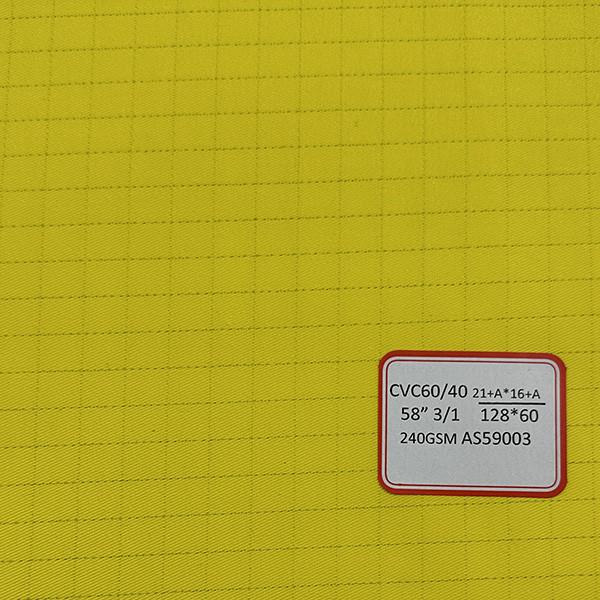 CVC60/40 21+A*16+A
58” 3/1 128*60
240GSM AS59003